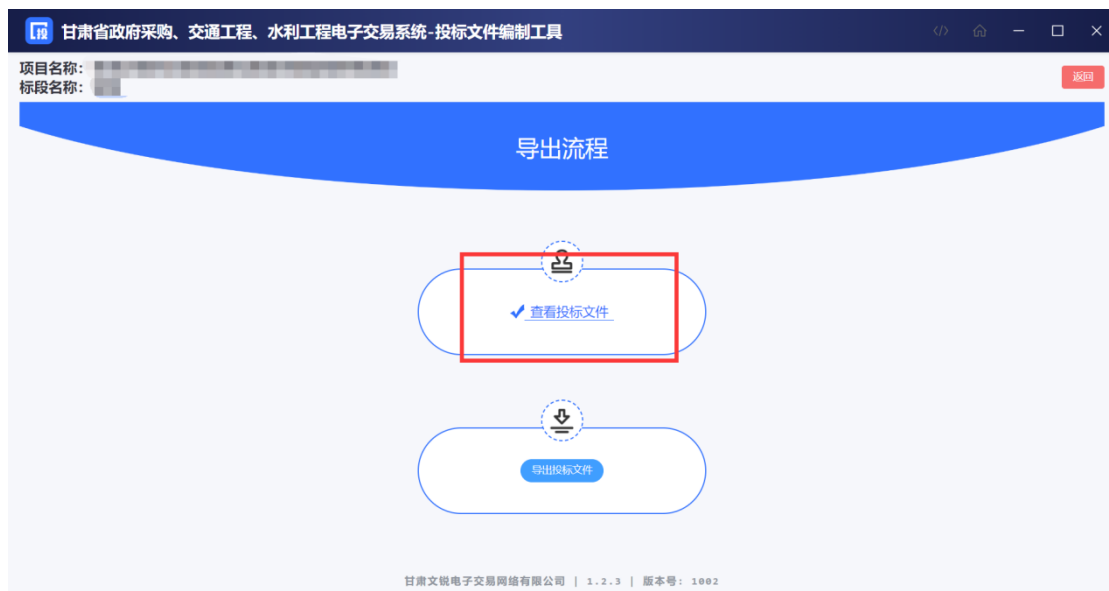 投 甘肃省政府采购、交通工程、水利工程电子交易系统-投标文件编制工具
项目名称：
标段名称：
返回
导出流程
查看投标文件
导出投标文件
甘肃文锐电子交易网络有限公司 | 1.2.3 | 版本号: 1002